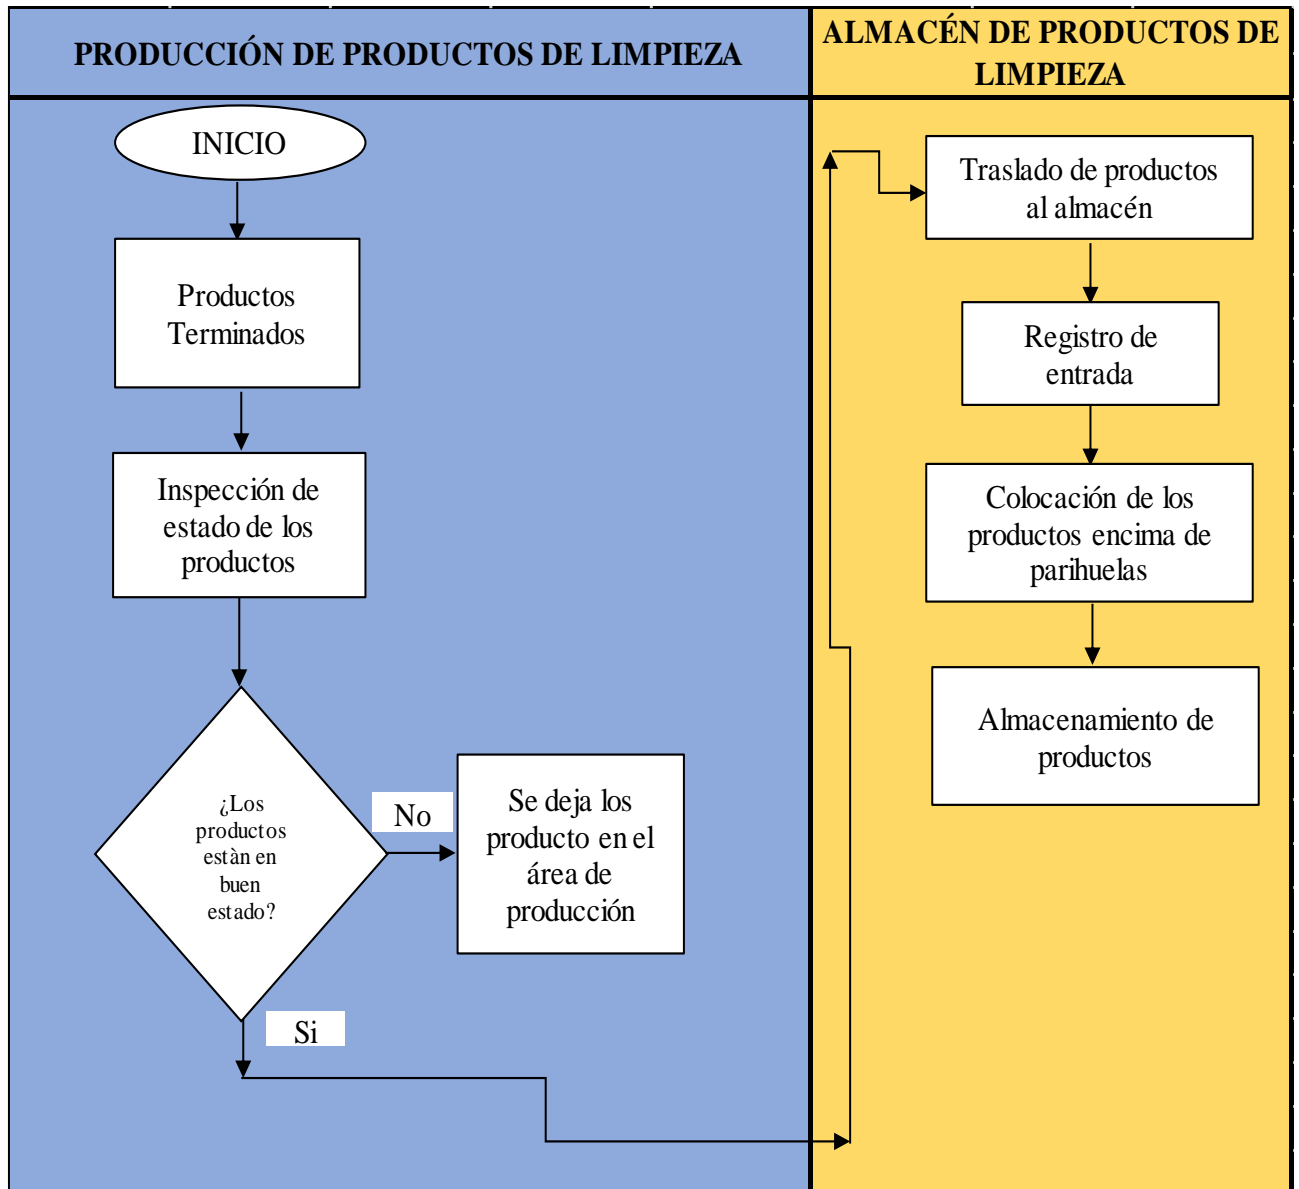 PRODUCCIÓN DE PRODUCTOS DE LIMPIEZA
ALMACÉN DE PRODUCTOS DE
LIMPIEZA
INICIO
Productos
Terminados
Inspección de
estado de los
productos
¿Los
productos
estàn en
buen
estado?
No
Se deja los
producto en el
área de
producción
Si
Traslado de productos
al almacén
Registro de
entrada
Colocación de los
productos encima de
parihuelas
Almacenamiento de
productos